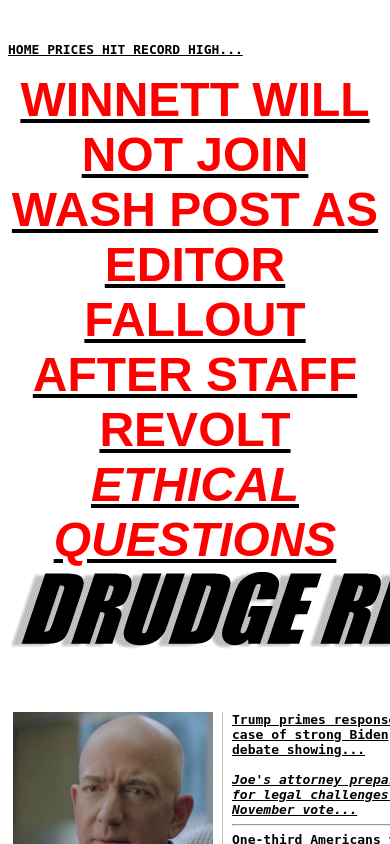 HOME PRICES HIT RECORD HIGH...
WINNETT WILL
NOT JOIN
WASH POST AS
EDITOR
FALLOUT
AFTER STAFF
REVOLT
ETHICAL
QUESTIONS
DRUDGE RE
Trump primes respons
case of strong Biden
debate showing...
Joe's attorney prepa
for legal challenges
November vote...
One-third Americans